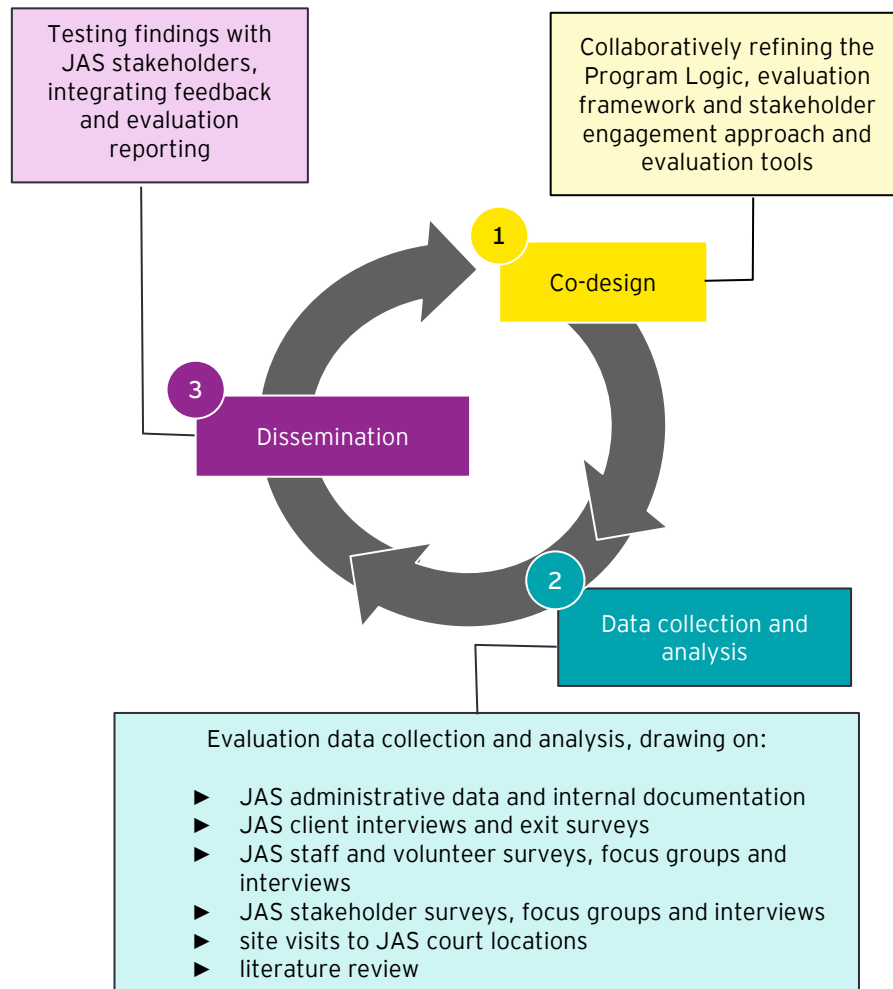 Testing findings with
JAS stakeholders,
integrating feedback
and evaluation
reporting
Collaboratively refining the
Program Logic, evaluation
framework and stakeholder
engagement approach and
evaluation tools
1
Co-design
3
Dissemination
2
Data collection and
analysis
Evaluation data collection and analysis, drawing on:
► JAS administrative data and internal documentation
► JAS client interviews and exit surveys
► JAS staff and volunteer surveys, focus groups and
interviews
► JAS stakeholder surveys, focus groups and interviews
► site visits to JAS court locations
► literature review